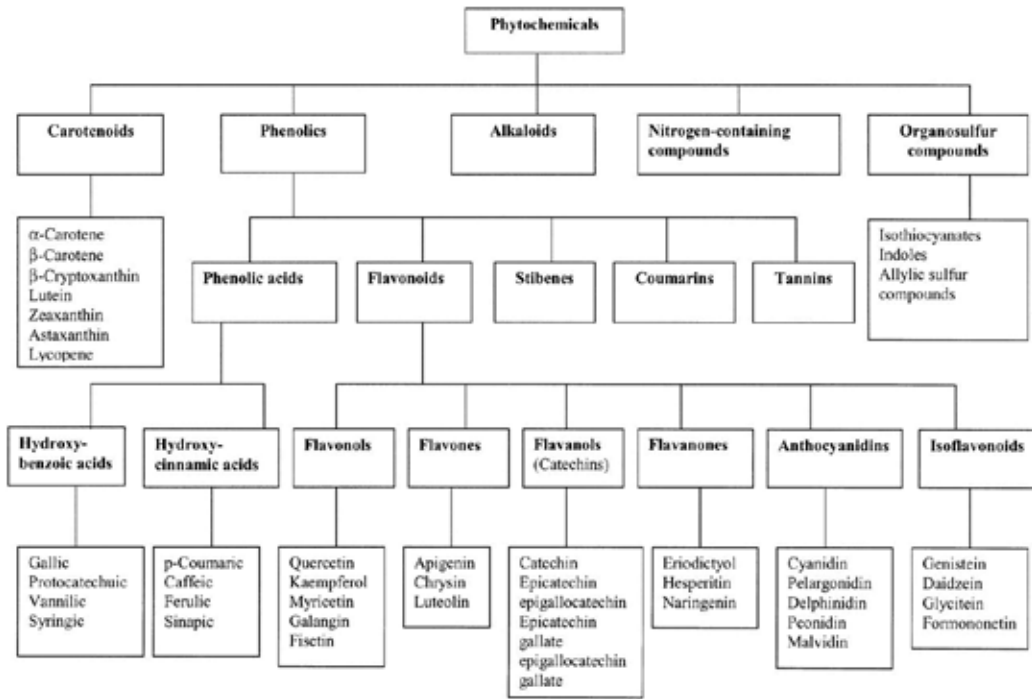 Phytochemicals
Carotenoids
Phenolics
Alkaloids
Nitrogen-containing
compounds
Organosulfur
compounds
α-Carotene
β-Carotene
β-Cryptoxanthin
Lutein
Zeaxanthin
Astaxanthin
Lycopene
Isothiocyanates
Indoles
Allylic sulfur
compounds
Phenolic acids
Flavonoids
Stibenes
Coumarins
Tannins
Hydroxy-
benzoic acids
Hydroxy-
cinnamic acids
Flavonols
Flavones
Flavanols
(Catechins)
Flavanones
Anthocyanidins
Isoflavonoids
Gallic
Protocatechuic
Vannilic
Syringic
p-Coumaric
Caffeic
Ferulic
Sinapic
Quercetin
Kaempferol
Myricetin
Galangin
Fisetin
Apigenin
Chrysin
Luteolin
Catechin
Epicatechin
epigallocatechin
Epicatechin
gallate
epigallocatechin
gallate
Eriodictyol
Hesperitin
Naringenin
Cyanidin
Pelargonidin
Delphinidin
Peonidin
Malvidin
Genistein
Daidzein
Glycitein
Formononetin